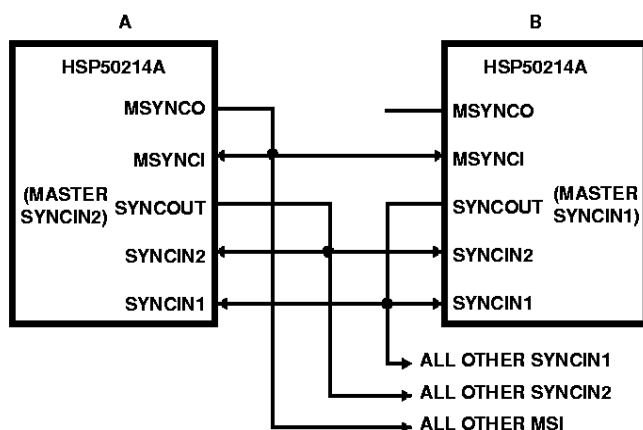 A
HSP50214A
MSYNCO
MSYNCI
(MASTER
SYNCIN2)
SYNCOUT
SYNCIN2
SYNCIN1
B
HSP50214A
MSYNCO
MSYNCI
SYNCOUT
(MASTER
SYNCIN1)
SYNCIN2
SYNCIN1
ALL OTHER SYNCIN1
ALL OTHER SYNCIN2
ALL OTHER MSI